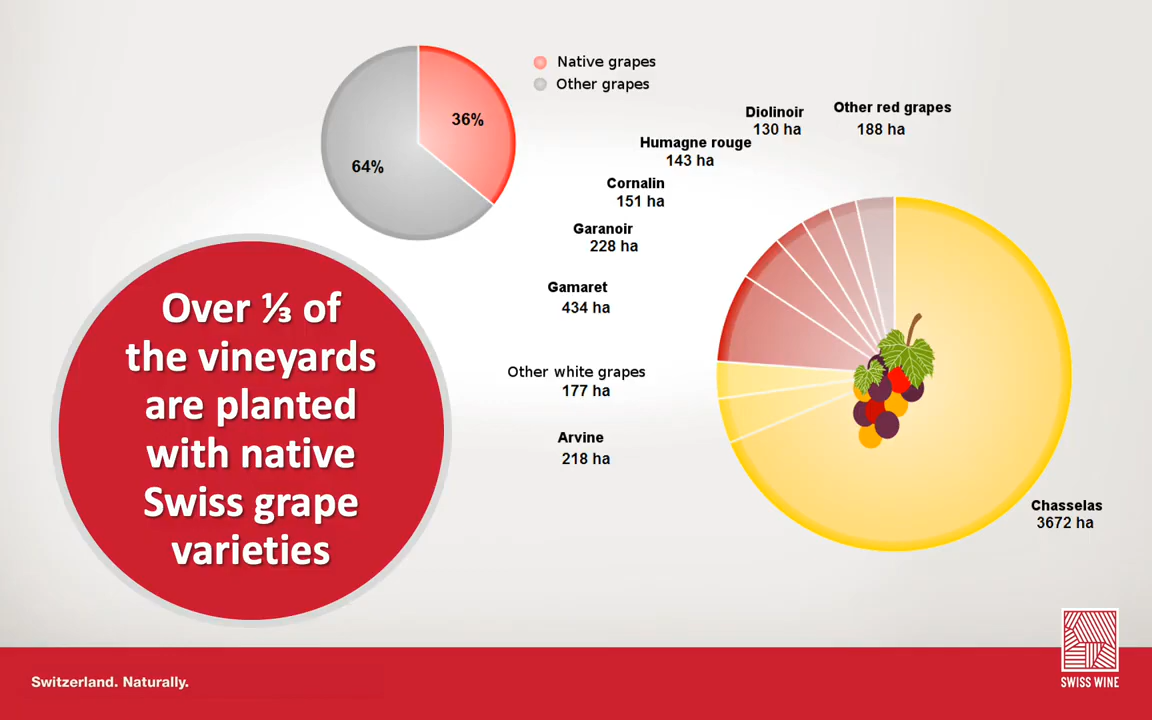 Native grapes
Other grapes
36%
64%
Diolinoir
130 ha
Other red grapes
188 ha
Humagne rouge
143 ha
Cornalin
151 ha
Garanoir
228 ha
Gamaret
434 ha
Other white grapes
177 ha
Arvine
218 ha
Chasselas
3672 ha
Over ⅓ of
the vineyards
are planted
with native
Swiss grape
varieties
Switzerland. Naturally.
SWISS WINE